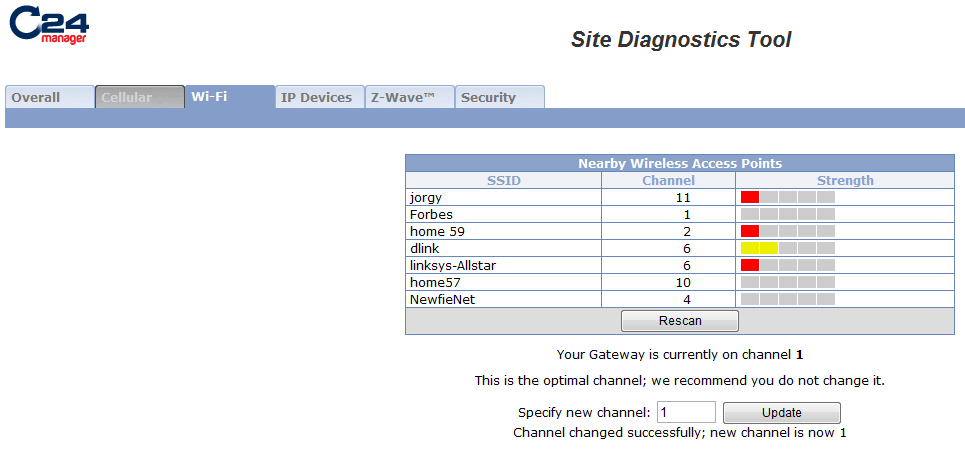 C24
manager
Site Diagnostics Tool
Overall Cellular Wi-Fi IP Devices Z-Wave™ Security
Nearby Wireless Access Points
SSID Channel Strength
jorgy 11
Forbes 1
home 59 2
dlink 6
linksys-Allstar 6
home57 10
NewfieNet 4
Rescan
Your Gateway is currently on channel 1
This is the optimal channel; we recommend you do not change it.
Specify new channel: 1 Update
Channel changed successfully; new channel is now 1